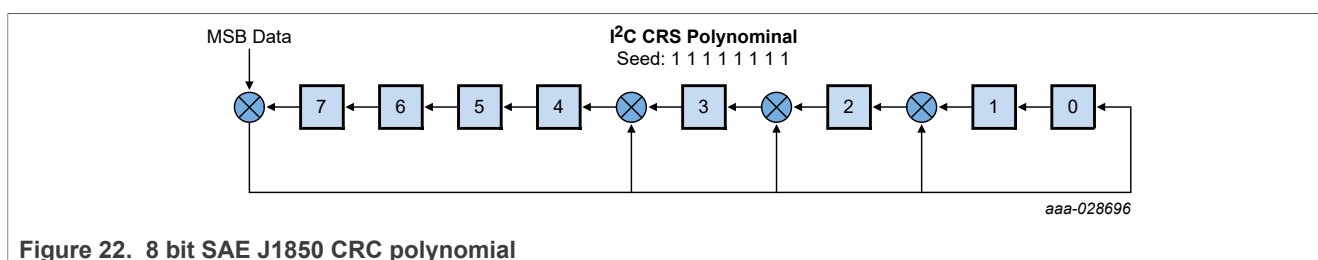 MSB Data
I²C CRS Polynominal
Seed: 1 1 1 1 1 1 1 1
7 6 5 4 3 2 1 0
aaa-028696
Figure 22. 8 bit SAE J1850 CRC polynomial